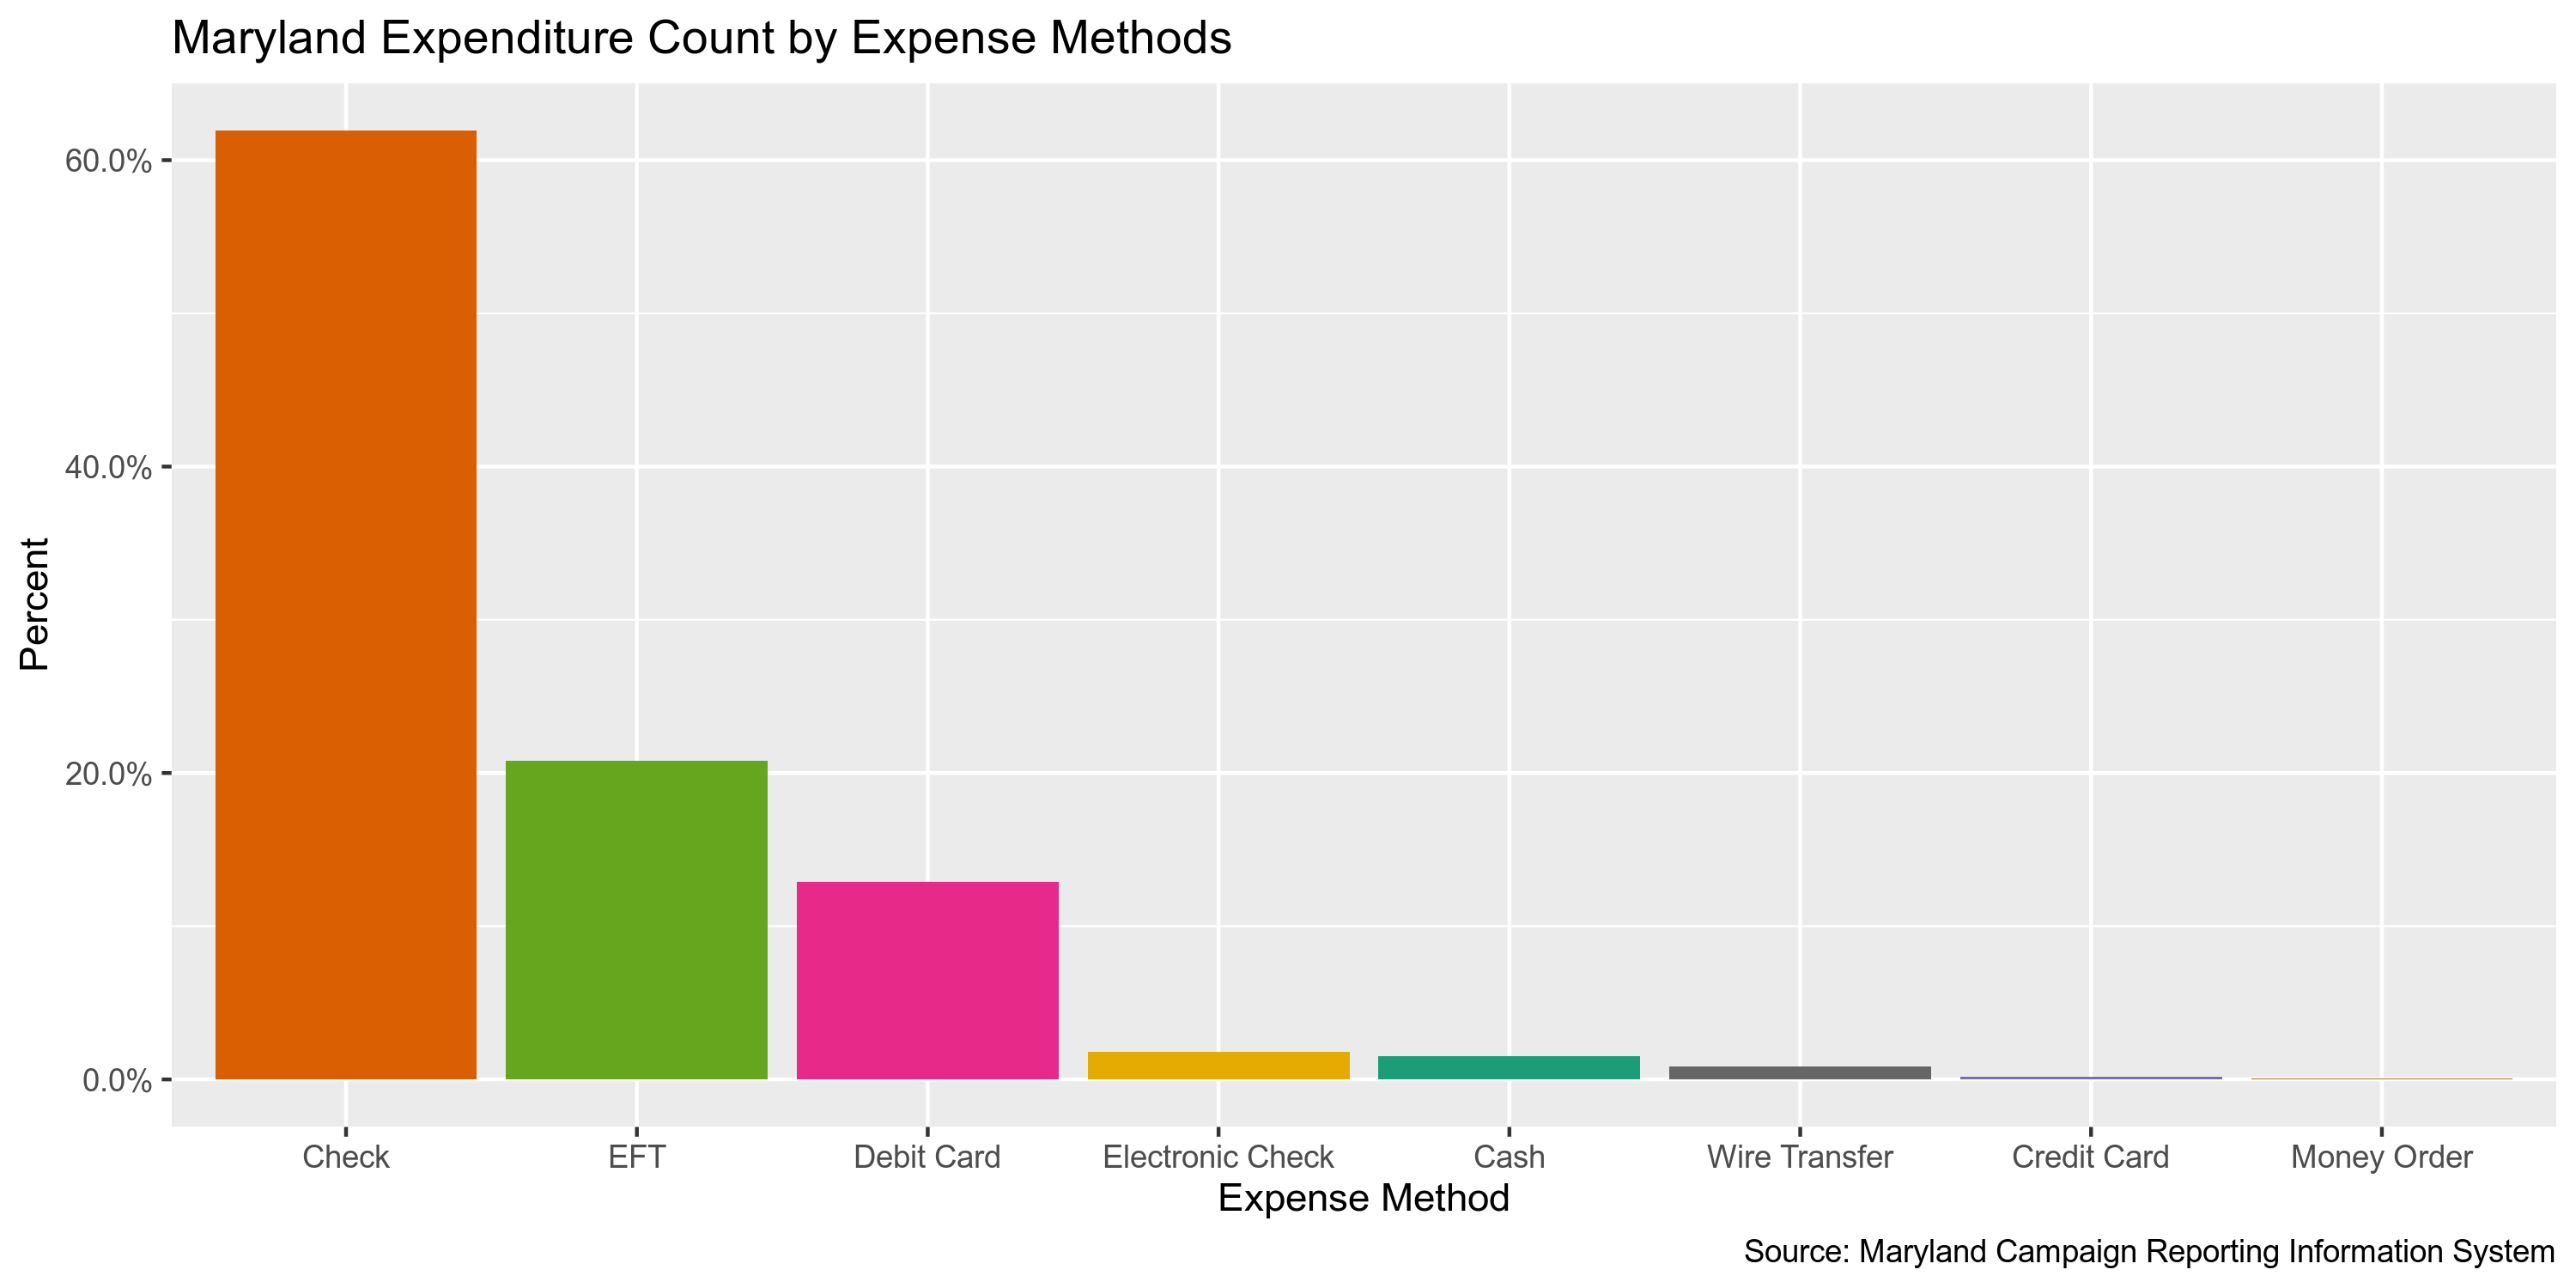 Maryland Expenditure Count by Expense Methods
Percent
60.0%
40.0%
20.0%
0.0%
Check EFT Debit Card Electronic Check Cash Wire Transfer Credit Card Money Order
Expense Method
Source: Maryland Campaign Reporting Information System